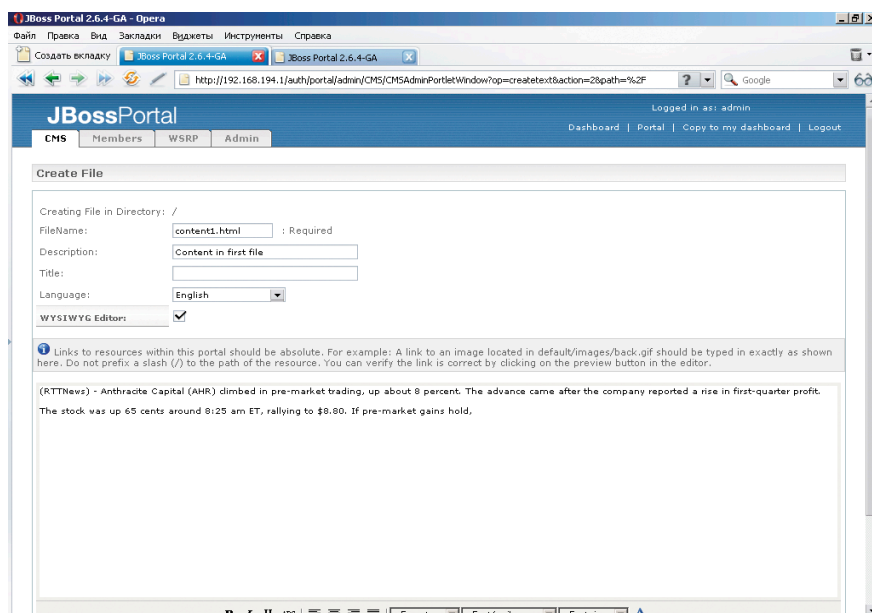 JBoss Portal 2.6.4-GA - Opera
Файл Правка Вид Закладки Виджеты Инструменты Справка
Создать вкладку JBoss Portal 2.6.4-GA JBoss Portal 2.6.4-GA
http://192.168.194.1/auth/portal/admin/CMS/CMSAdminPortletWindow?op=createtext&action=2&path=%2F ? Google
Logged in as: admin
JBossPortal
Dashboard | Portal | Copy to my dashboard | Logout
CMS Members WSRP Admin
Create File
Creating File in Directory: /
FileName: content1.html : Required
Description: Content in first file
Title:
Language: English
WYSIWYG Editor:
Links to resources within this portal should be absolute. For example: A link to an image located in default/images/back.gif should be typed in exactly as shown
here. Do not prefix a slash (/) to the path of the resource. You can verify the link is correct by clicking on the preview button in the editor.
(RTTNews) - Anthracite Capital (AHR) climbed in pre-market trading, up about 8 percent. The advance came after the company reported a rise in first-quarter profit.
The stock was up 65 cents around 8:25 am ET, rallying to $8.80. If pre-market gains hold,